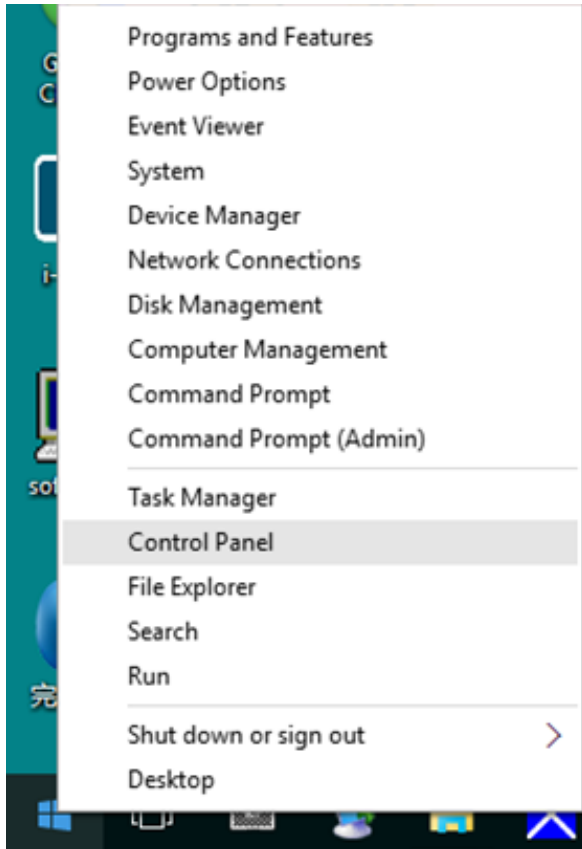 Programs and Features
Power Options
Event Viewer
System
Device Manager
Network Connections
Disk Management
Computer Management
Command Prompt
Command Prompt (Admin)
Task Manager
Control Panel
File Explorer
Search
Run
Shut down or sign out
Desktop